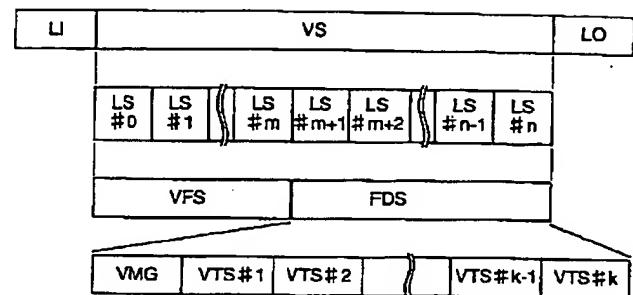 LI VS LO
LS #0 LS #1 LS #m LS #m+1 LS #m+2 LS #n-1 LS #n
VFS FDS
VMG VTS#1 VTS#2 VTS#k-1 VTS#k